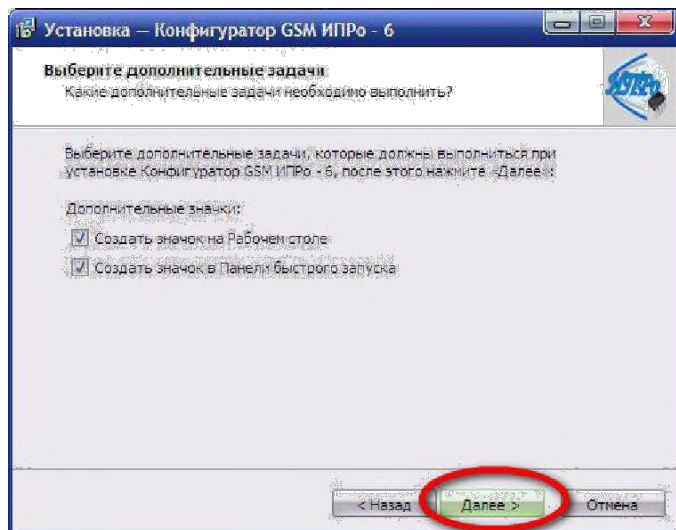 Установка — Конфигуратор GSM ИПРо - 6
Выберите дополнительные задачи
Какие дополнительные задачи необходимо выполнить?
ИПРо
Выберите дополнительные задачи, которые должны выполниться при
установке Конфигуратор GSM ИПРо - 6, после этого нажмите «Далее»:
Дополнительные значки:
Создать значок на Рабочем столе
Создать значок в Панели быстрого запуска
< Назад
Далее >
Отмена